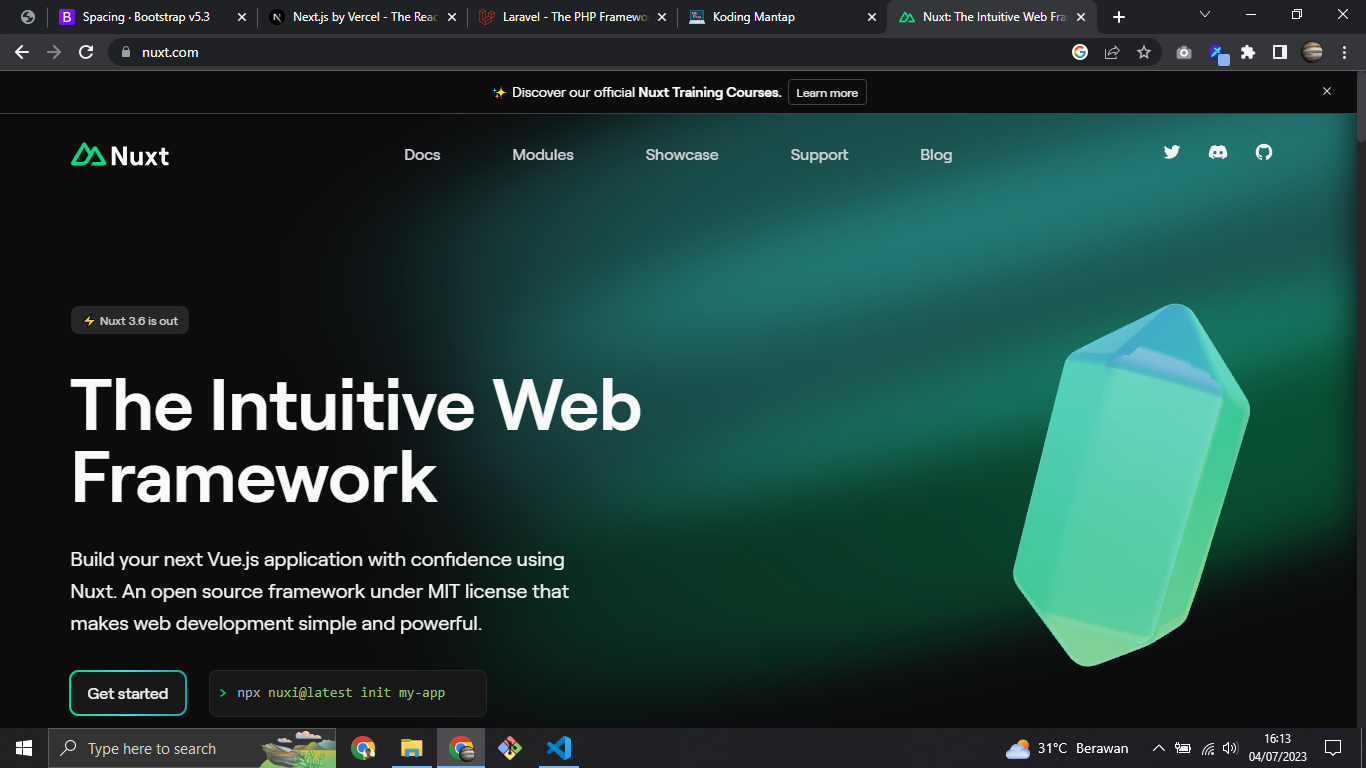 Spacing · Bootstrap v5.3
Next.js by Vercel - The Reac
Laravel - The PHP Framewo
Koding Mantap
Nuxt: The Intuitive Web Fra
nuxt.com
✨ Discover our official Nuxt Training Courses. Learn more
Nuxt
Docs
Modules
Showcase
Support
Blog
⚡ Nuxt 3.6 is out
The Intuitive Web
Framework
Build your next Vue.js application with confidence using
Nuxt. An open source framework under MIT license that
makes web development simple and powerful.
Get started
> npx nuxi@latest init my-app
Type here to search
31°C Berawan
16:13
04/07/2023